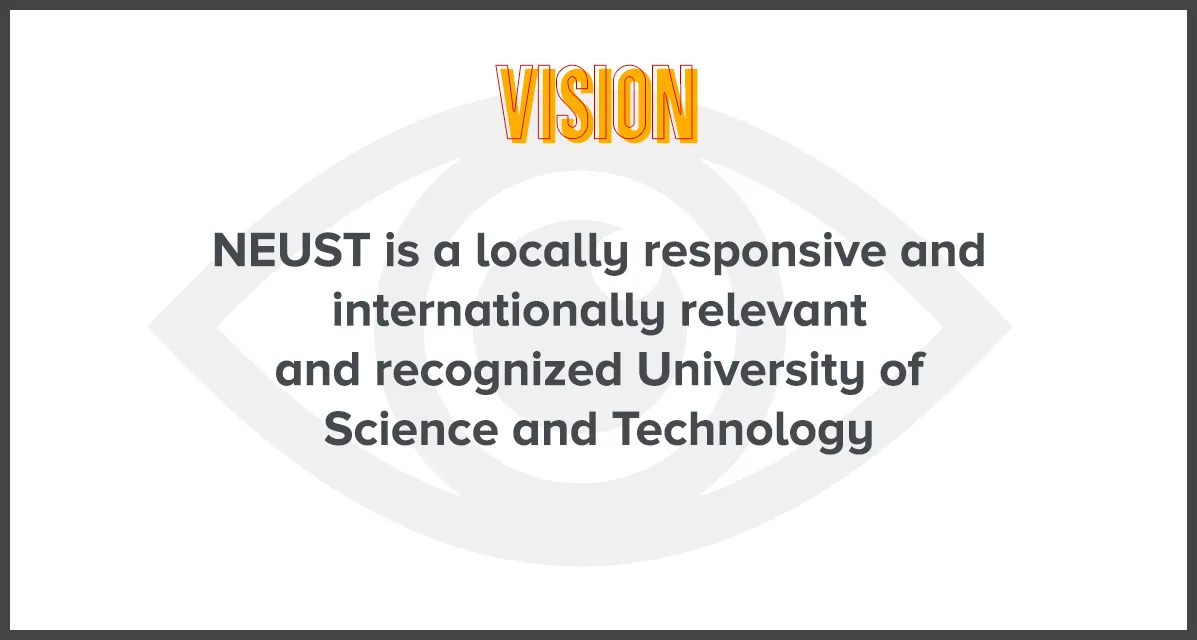 VISION
NEUST is a locally responsive and
internationally relevant
and recognized University of
Science and Technology